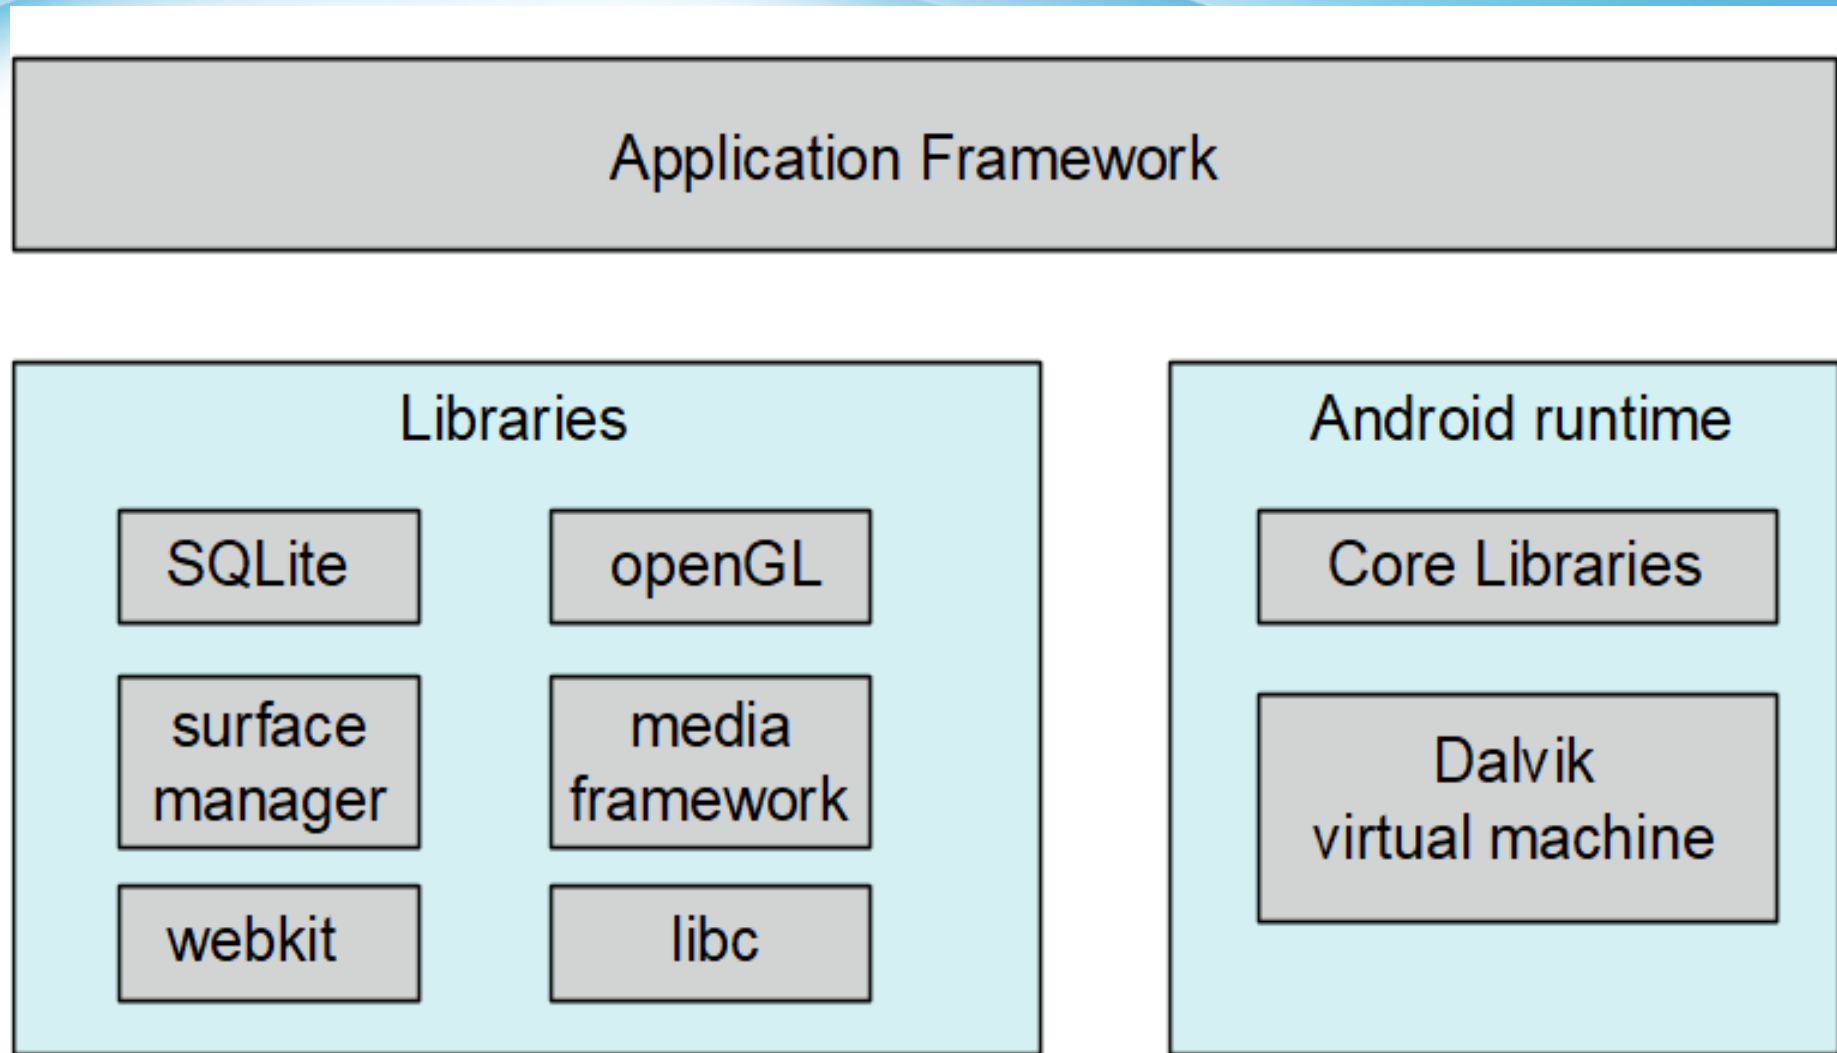 Application Framework
Libraries
SQLite
openGL
surface
manager
media
framework
webkit
libc
Android runtime
Core Libraries
Dalvik
virtual machine